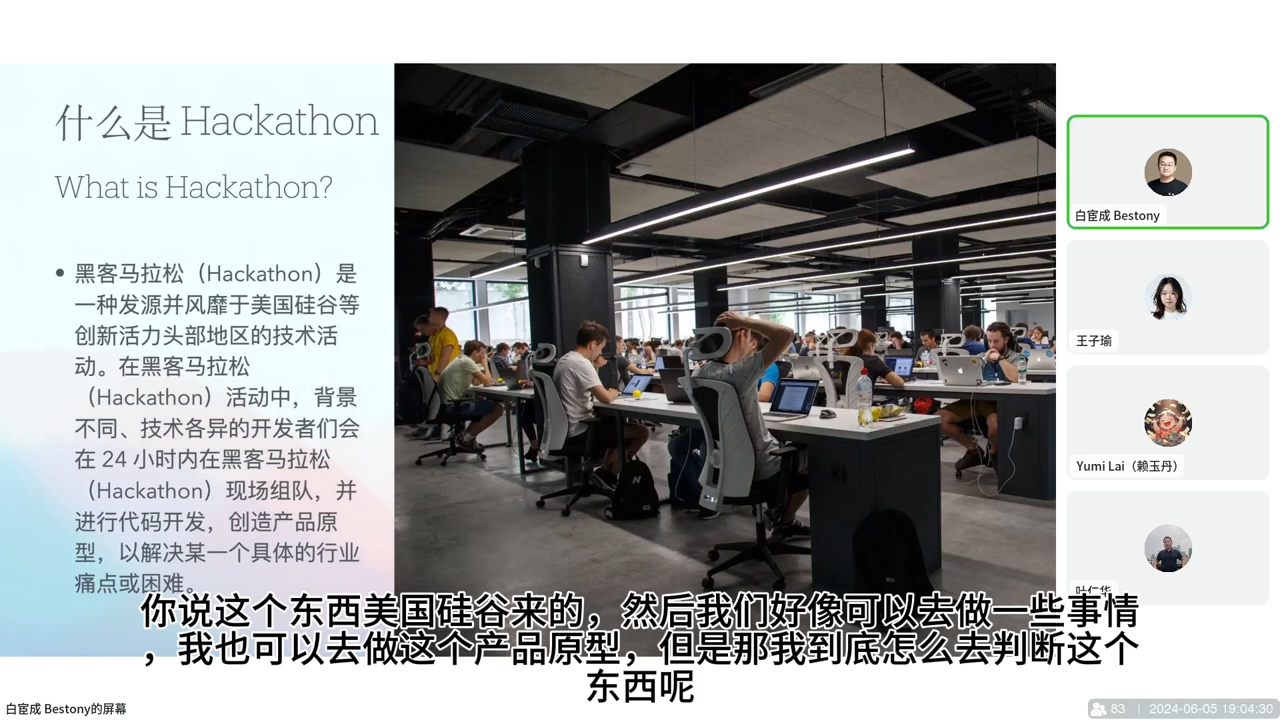 什么是 Hackathon
What is Hackathon?
• 黑客马拉松（Hackathon）是
一种发源并风靡于美国硅谷等
创新活力头部地区的技术活
动。在黑客马拉松
（Hackathon）活动中，背景
不同、技术各异的开发者们会
在 24 小时内在黑客马拉松
（Hackathon）现场组队，并
进行代码开发，创造产品原
型，以解决某一个具体的行业
痛点或困难。
你说这个东西美国硅谷来的，然后我们好像可以去做一些事情
，我也可以去做这个产品原型，但是那我到底怎么去判断这个
东西呢
白宦成 Bestony
王子瑜
Yumi Lai（赖玉丹）
叶仁华
白宦成 Bestony的屏幕
83 | 2024-06-05 19:04:30